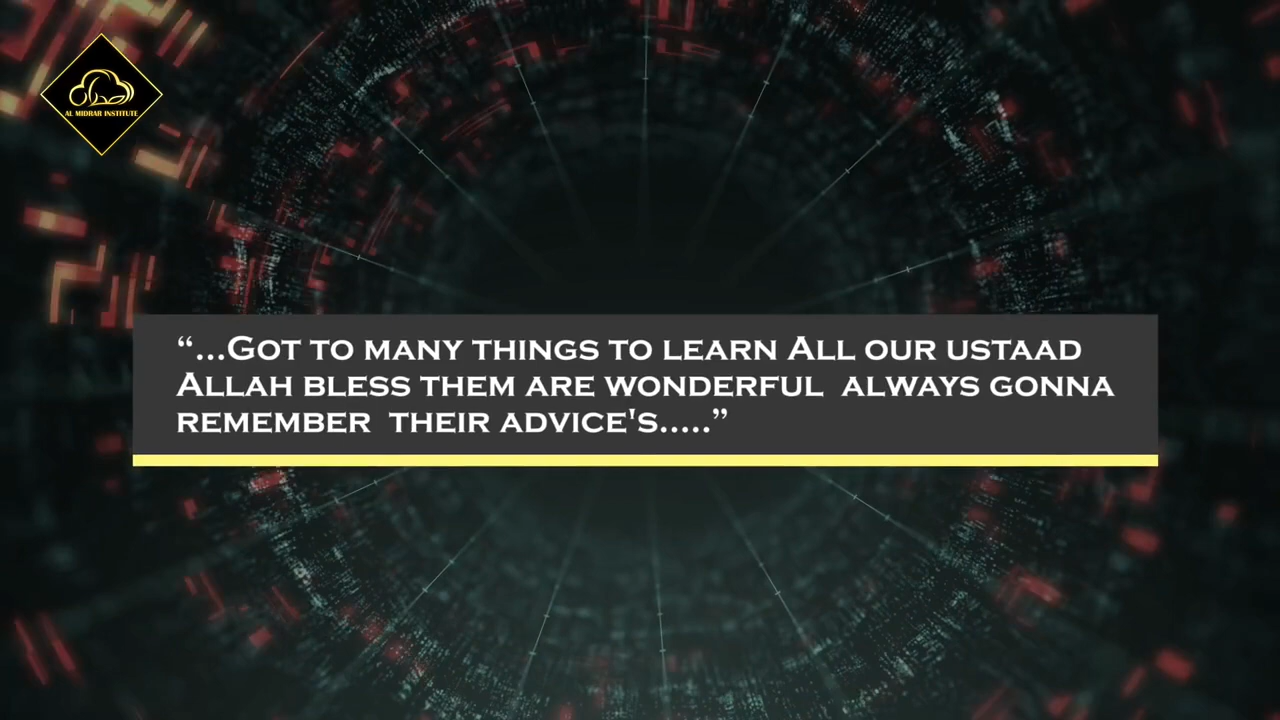 AL MIDRAR INSTITUTE
“...Got to many things to learn All our ustaad
Allah bless them are wonderful  always gonna
remember  their advice's.....”